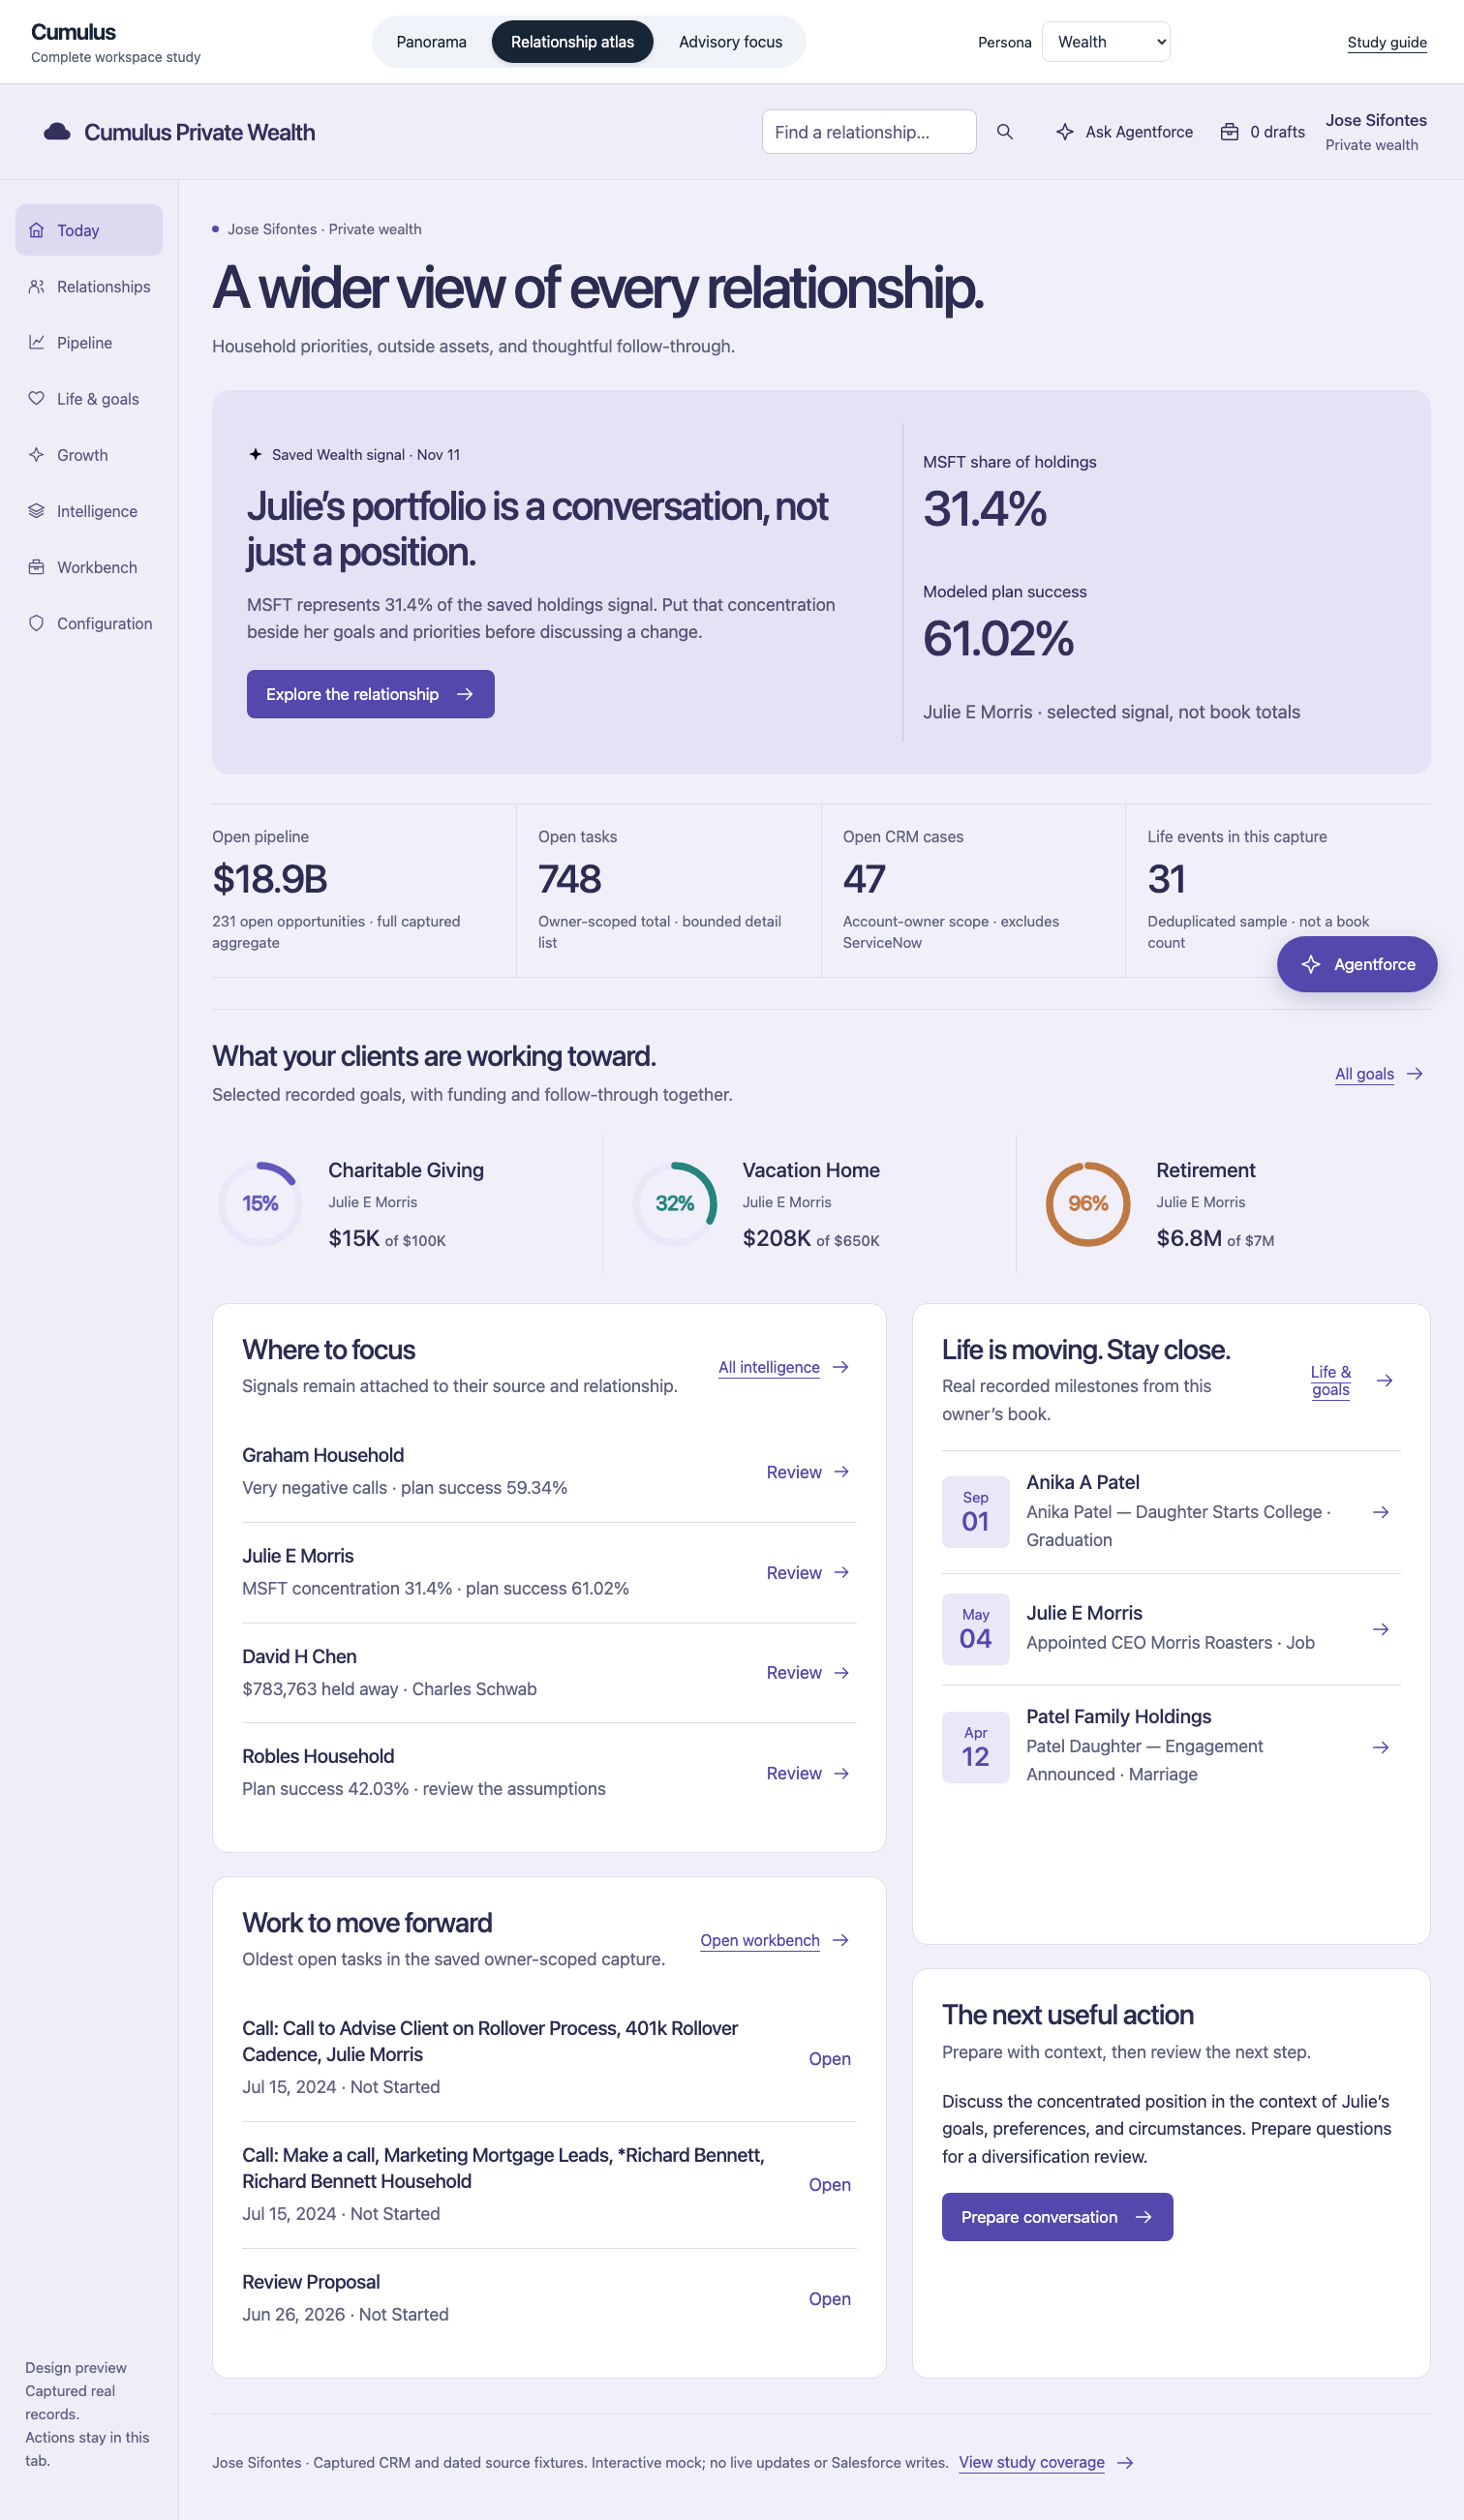 Cumulus
Complete workspace study
Panorama
Relationship atlas
Advisory focus
Persona
Wealth
Study guide
Cumulus Private Wealth
Find a relationship...
Ask Agentforce
0 drafts
Jose Sifontes
Private wealth
Today
Relationships
Pipeline
Life & goals
Growth
Intelligence
Workbench
Configuration
Jose Sifontes · Private wealth
A wider view of every relationship.
Household priorities, outside assets, and thoughtful follow-through.
Saved Wealth signal · Nov 11
Julie’s portfolio is a conversation, not
just a position.
MSFT represents 31.4% of the saved holdings signal. Put that concentration
beside her goals and priorities before discussing a change.
Explore the relationship
MSFT share of holdings
31.4%
Modeled plan success
61.02%
Julie E Morris · selected signal, not book totals
Open pipeline
$18.9B
231 open opportunities · full captured
aggregate
Open tasks
748
Owner-scoped total · bounded detail
list
Open CRM cases
47
Account-owner scope · excludes
ServiceNow
Life events in this capture
31
Deduplicated sample · not a book
count
Agentforce
What your clients are working toward.
Selected recorded goals, with funding and follow-through together.
All goals
15%
Charitable Giving
Julie E Morris
$15K of $100K
32%
Vacation Home
Julie E Morris
$208K of $650K
96%
Retirement
Julie E Morris
$6.8M of $7M
Where to focus
Signals remain attached to their source and relationship.
All intelligence
Graham Household
Very negative calls · plan success 59.34%
Review
Julie E Morris
MSFT concentration 31.4% · plan success 61.02%
Review
David H Chen
$783,763 held away · Charles Schwab
Review
Robles Household
Plan success 42.03% · review the assumptions
Review
Life is moving. Stay close.
Real recorded milestones from this
owner’s book.
Life &
goals
Sep
01
Anika A Patel
Anika Patel — Daughter Starts College ·
Graduation
May
04
Julie E Morris
Appointed CEO Morris Roasters · Job
Apr
12
Patel Family Holdings
Patel Daughter — Engagement
Announced · Marriage
Work to move forward
Oldest open tasks in the saved owner-scoped capture.
Open workbench
Call: Call to Advise Client on Rollover Process, 401k Rollover
Cadence, Julie Morris
Jul 15, 2024 · Not Started
Open
Call: Make a call, Marketing Mortgage Leads, *Richard Bennett,
Richard Bennett Household
Jul 15, 2024 · Not Started
Open
Review Proposal
Jun 26, 2026 · Not Started
Open
The next useful action
Prepare with context, then review the next step.
Discuss the concentrated position in the context of Julie’s
goals, preferences, and circumstances. Prepare questions
for a diversification review.
Prepare conversation
Design preview
Captured real
records.
Actions stay in this
tab.
Jose Sifontes · Captured CRM and dated source fixtures. Interactive mock; no live updates or Salesforce writes.
View study coverage